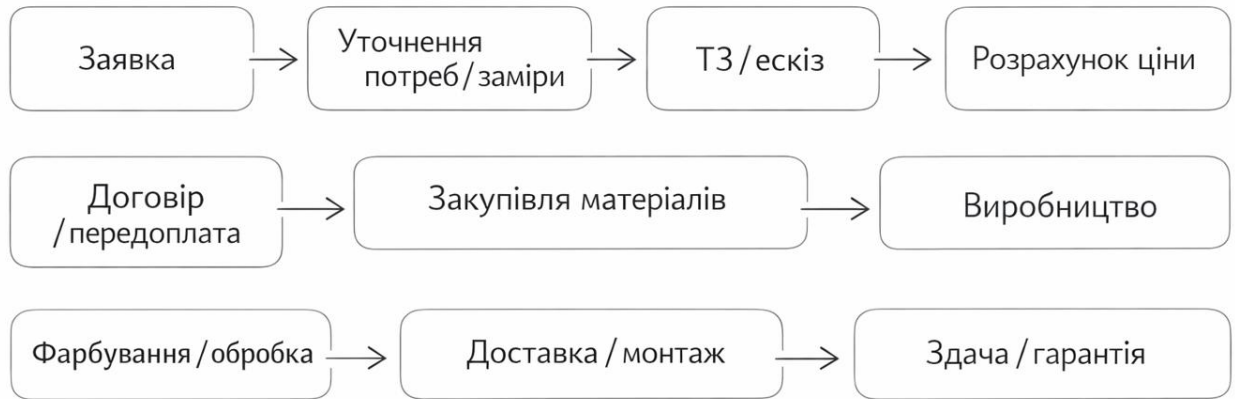 Заявка
Уточнення
потреб/заміри
ТЗ/ескіз
Розрахунок ціни
Договір
/передоплата
Закупівля матеріалів
Виробництво
Фарбування/обробка
Доставка/монтаж
Здача/гарантія